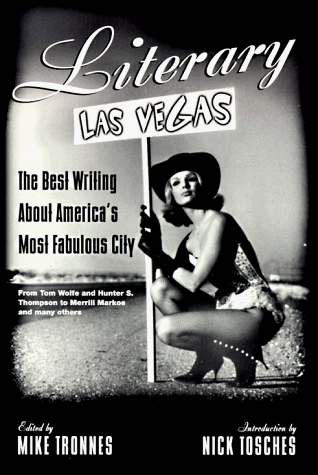 Literary
LAS VEGAS
The Best Writing
About America's
Most Fabulous City
From Tom Wolfe and Hunter S.
Thompson to Merrill Markoe
and many others
Edited by
MIKE TRONNES
Introduction by
NICK TOSCHES